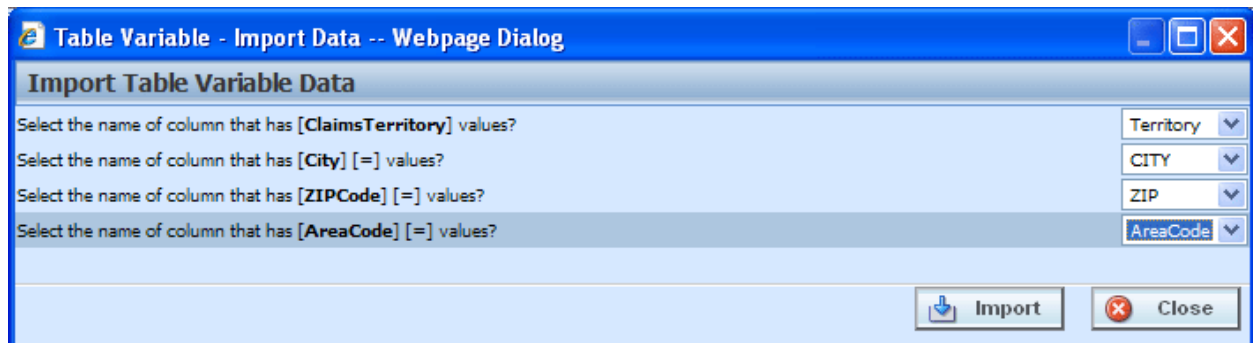 Table Variable - Import Data -- Webpage Dialog
Import Table Variable Data
Select the name of column that has [ClaimsTerritory] values? Territory
Select the name of column that has [City] [=] values? CITY
Select the name of column that has [ZIPCode] [=] values? ZIP
Select the name of column that has [AreaCode] [=] values? AreaCode
Import Close